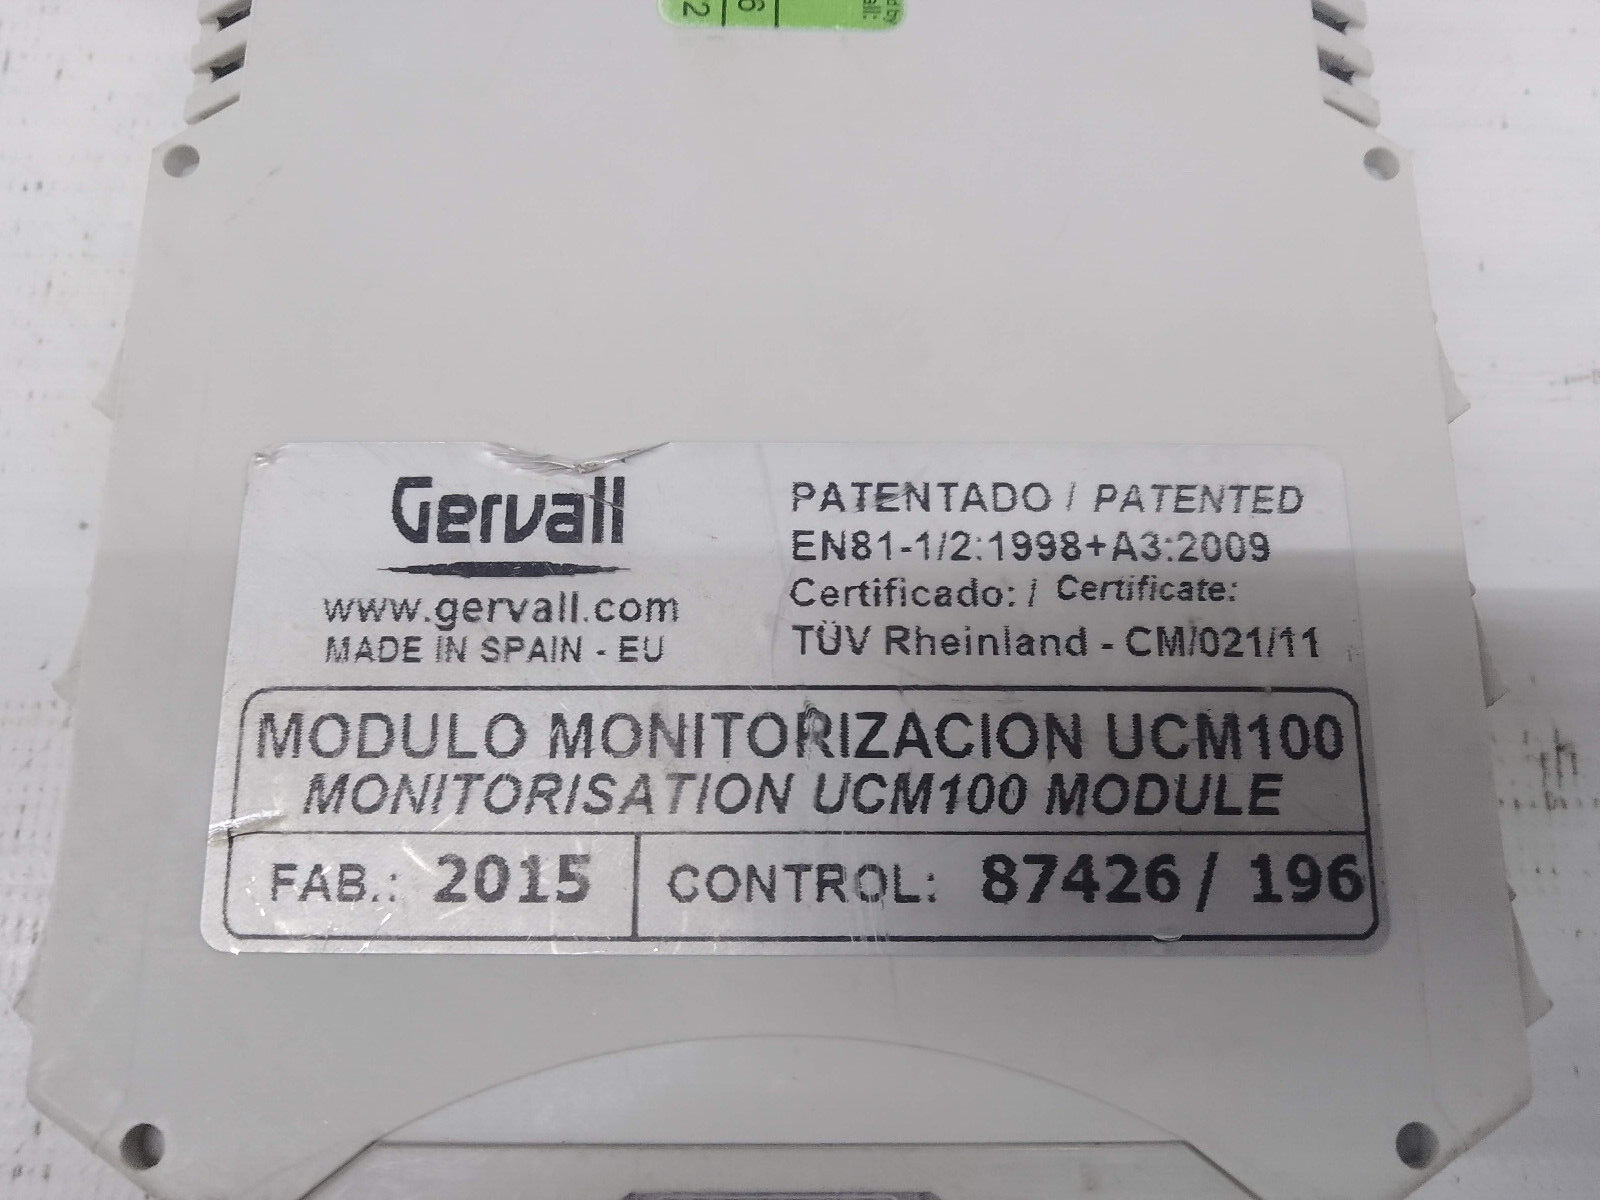 Gervall
www.gervall.com
MADE IN SPAIN - EU
PATENTADO / PATENTED
EN81-1/2:1998+A3:2009
Certificado: / Certificate:
TÜV Rheinland - CM/021/11
MODULO MONITORIZACION UCM100
MONITORISATION UCM100 MODULE
FAB.: 2015
CONTROL: 87426 / 196